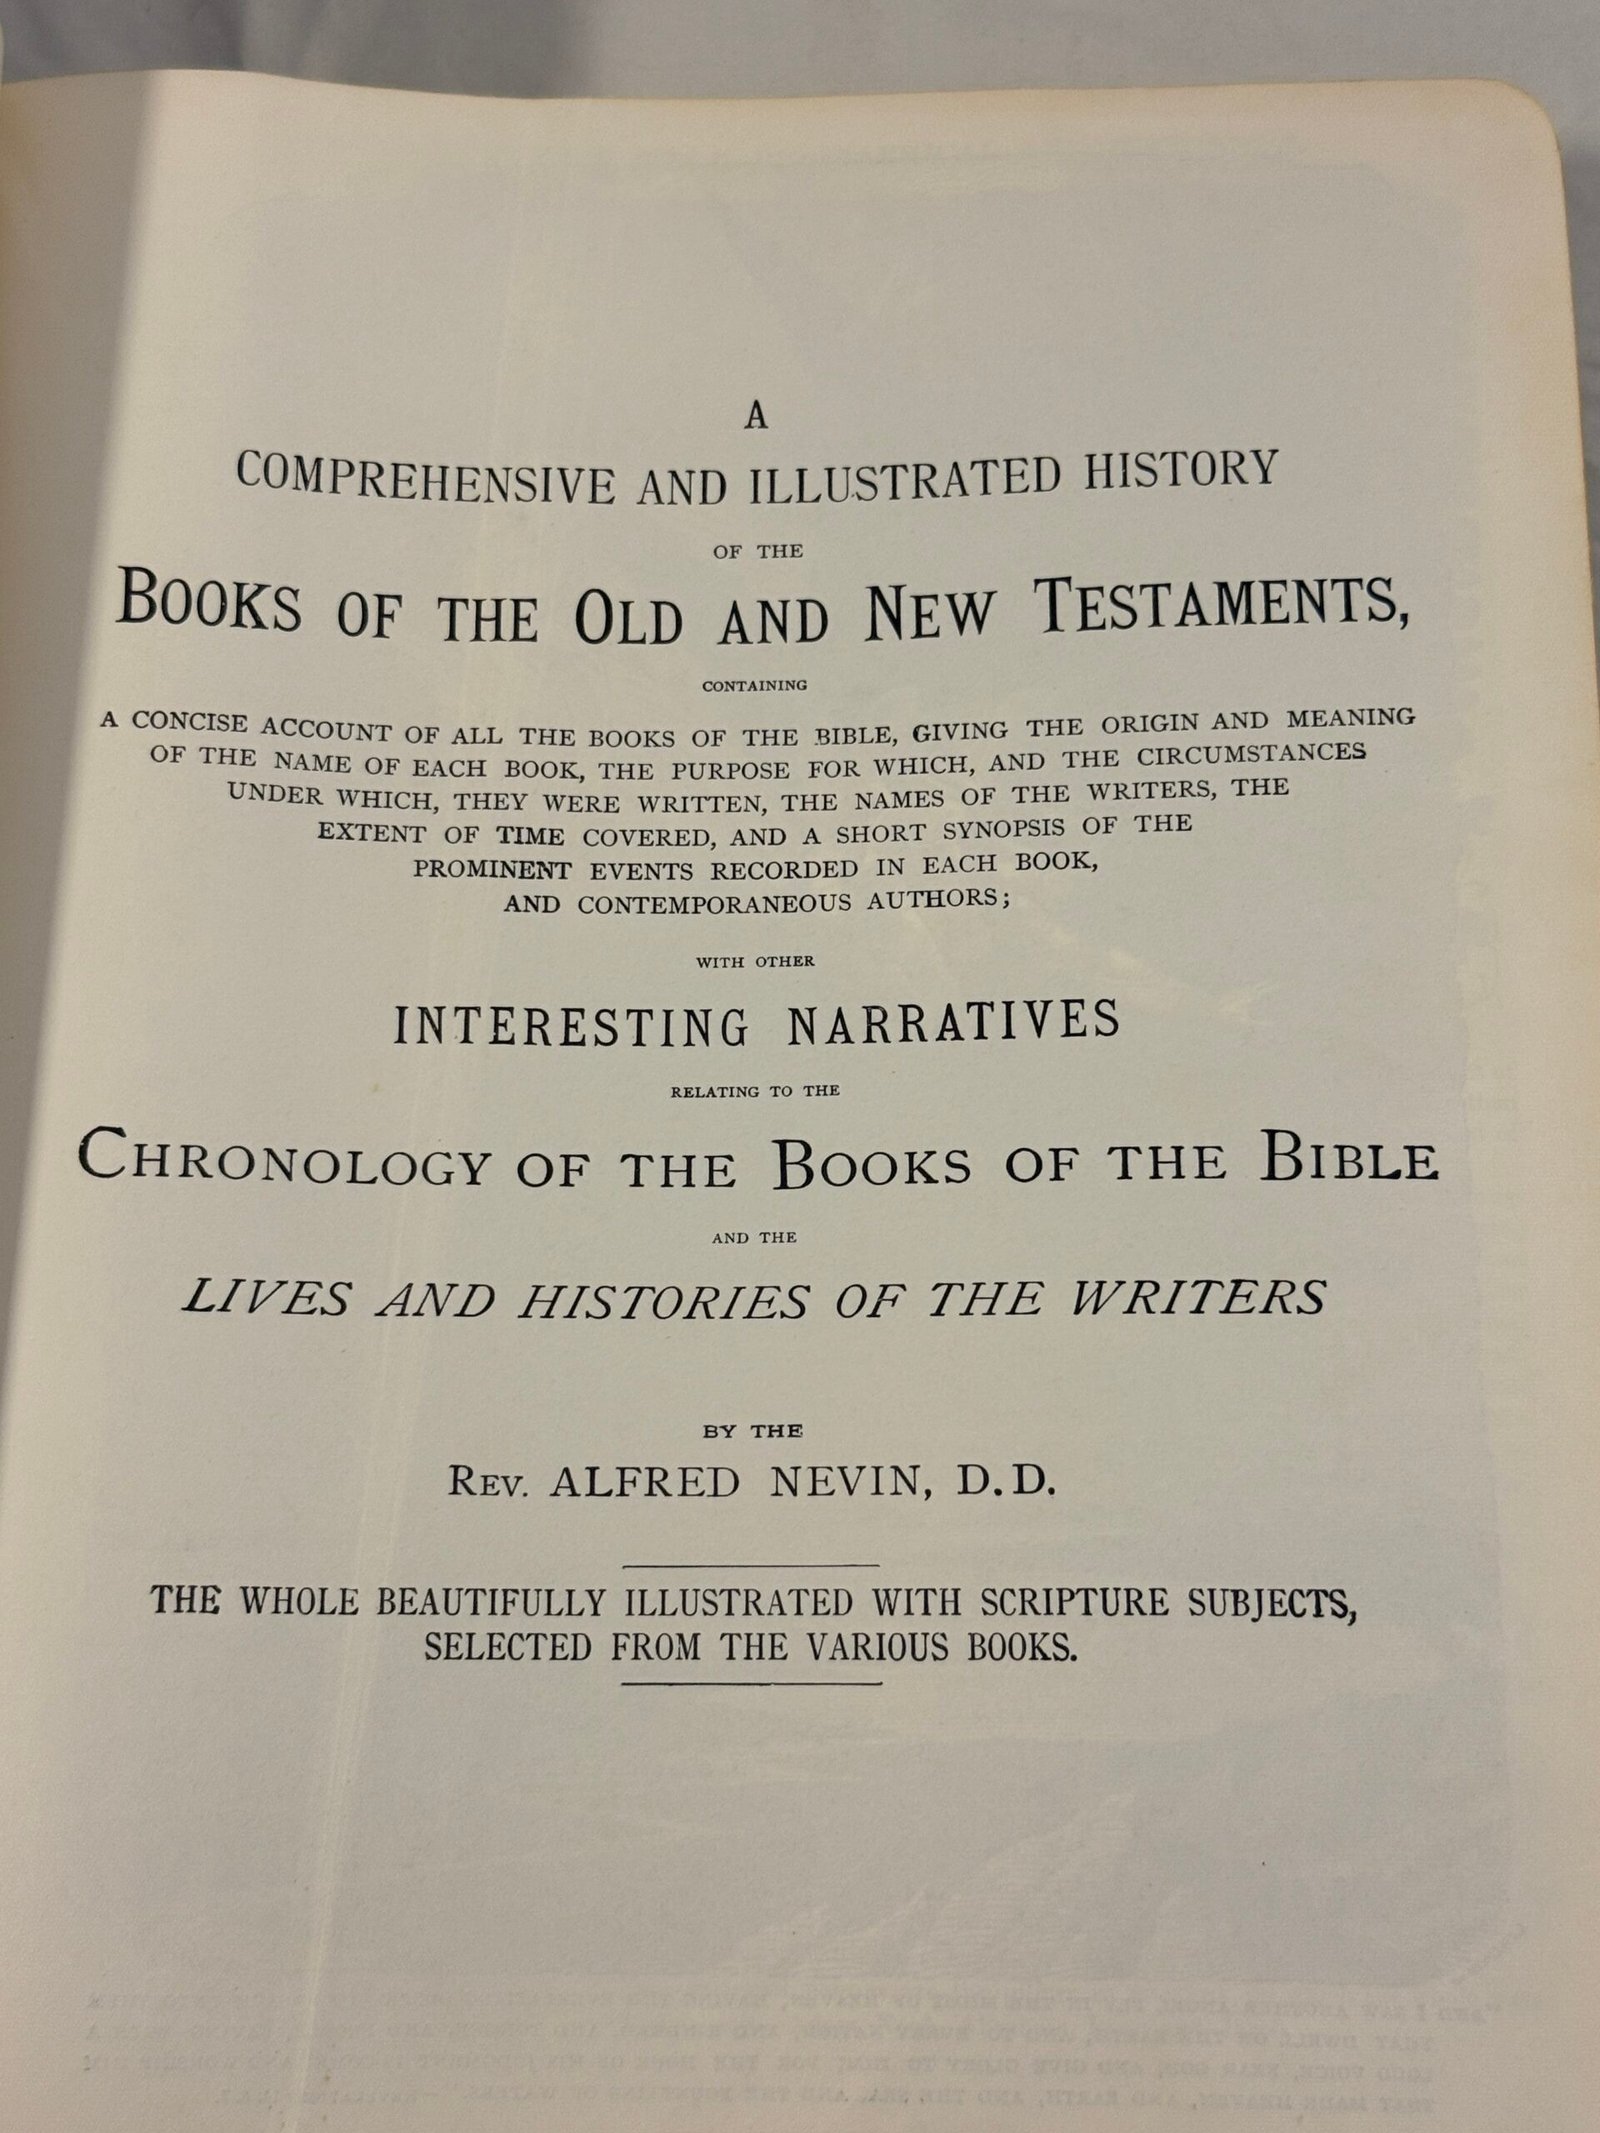 A
COMPREHENSIVE AND ILLUSTRATED HISTORY
OF THE
BOOKS OF THE OLD AND NEW TESTAMENTS,
CONTAINING
A CONCISE ACCOUNT OF ALL THE BOOKS OF THE BIBLE, GIVING THE ORIGIN AND MEANING
OF THE NAME OF EACH BOOK, THE PURPOSE FOR WHICH, AND THE CIRCUMSTANCES
UNDER WHICH, THEY WERE WRITTEN, THE NAMES OF THE WRITERS, THE
EXTENT OF TIME COVERED, AND A SHORT SYNOPSIS OF THE
PROMINENT EVENTS RECORDED IN EACH BOOK,
AND CONTEMPORANEOUS AUTHORS;
WITH OTHER
INTERESTING NARRATIVES
RELATING TO THE
CHRONOLOGY OF THE BOOKS OF THE BIBLE
AND THE
LIVES AND HISTORIES OF THE WRITERS
BY THE
REV. ALFRED NEVIN, D.D.
THE WHOLE BEAUTIFULLY ILLUSTRATED WITH SCRIPTURE SUBJECTS,
SELECTED FROM THE VARIOUS BOOKS.